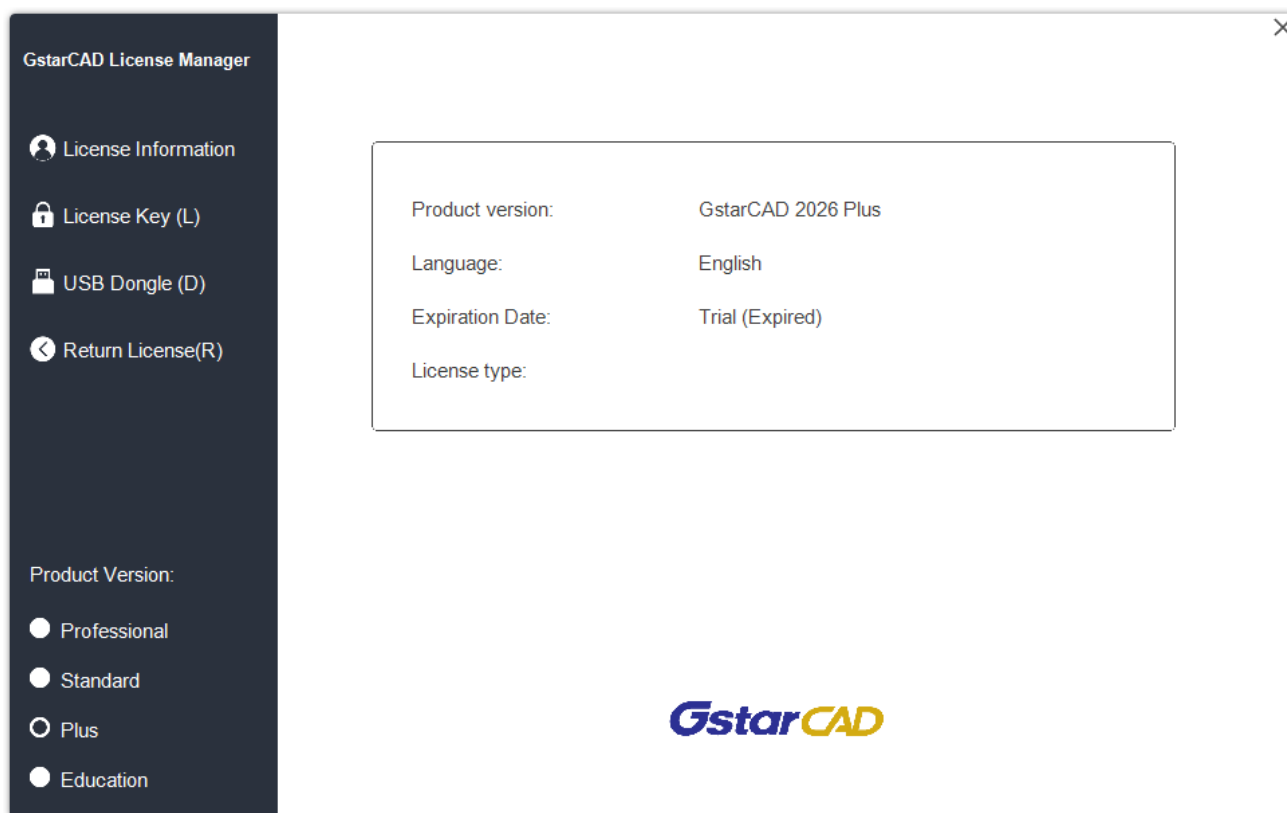 GstarCAD License Manager
License Information
License Key (L)
USB Dongle (D)
Return License(R)
Product Version:
Professional
Standard
Plus
Education
Product version: GstarCAD 2026 Plus
Language: English
Expiration Date: Trial (Expired)
License type:
GstarCAD